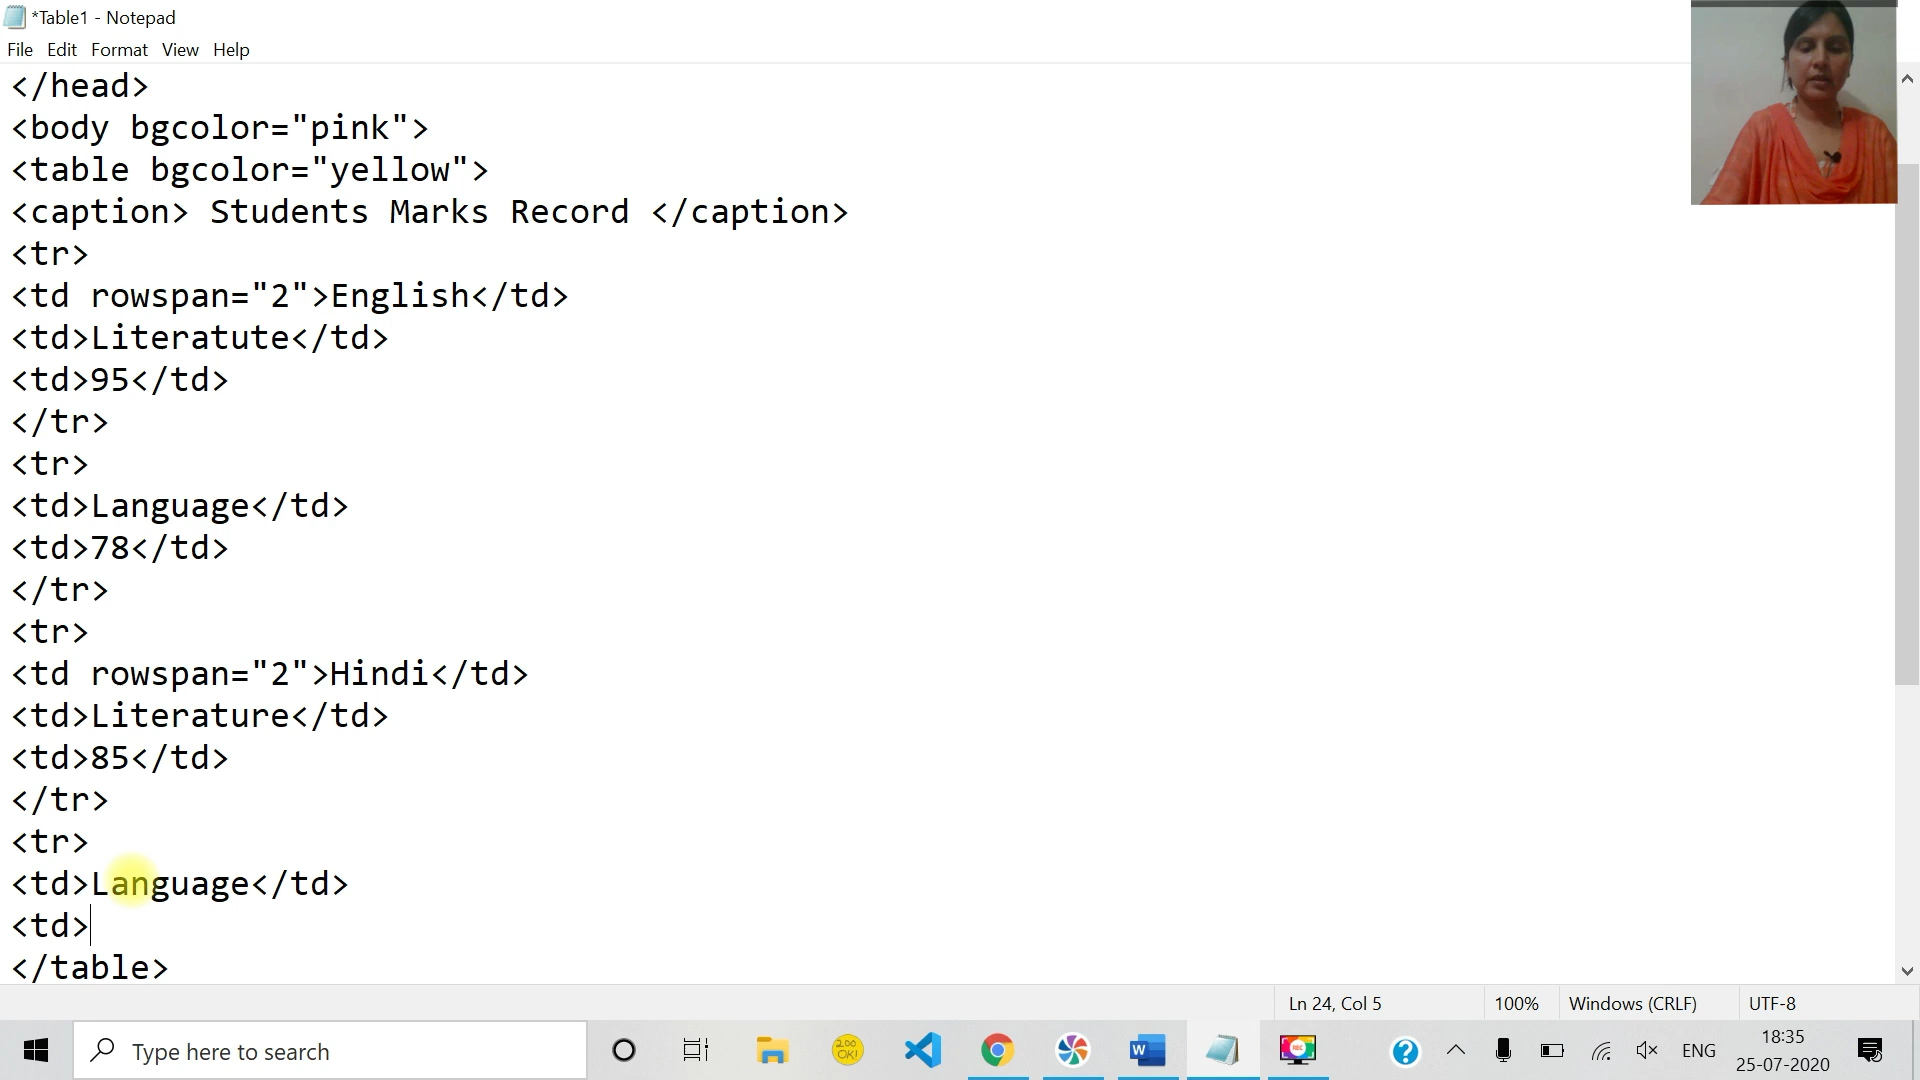 *Table1 - Notepad
File Edit Format View Help
</head>
<body bgcolor="pink">
<table bgcolor="yellow">
<caption> Students Marks Record </caption>
<tr>
<td rowspan="2">English</td>
<td>Literatute</td>
<td>95</td>
</tr>
<tr>
<td>Language</td>
<td>78</td>
</tr>
<tr>
<td rowspan="2">Hindi</td>
<td>Literature</td>
<td>85</td>
</tr>
<tr>
<td>Language</td>
<td>
</table>
Ln 24, Col 5 100% Windows (CRLF) UTF-8
Type here to search
200 OK!
W
REC
?
ENG
18:35
25-07-2020